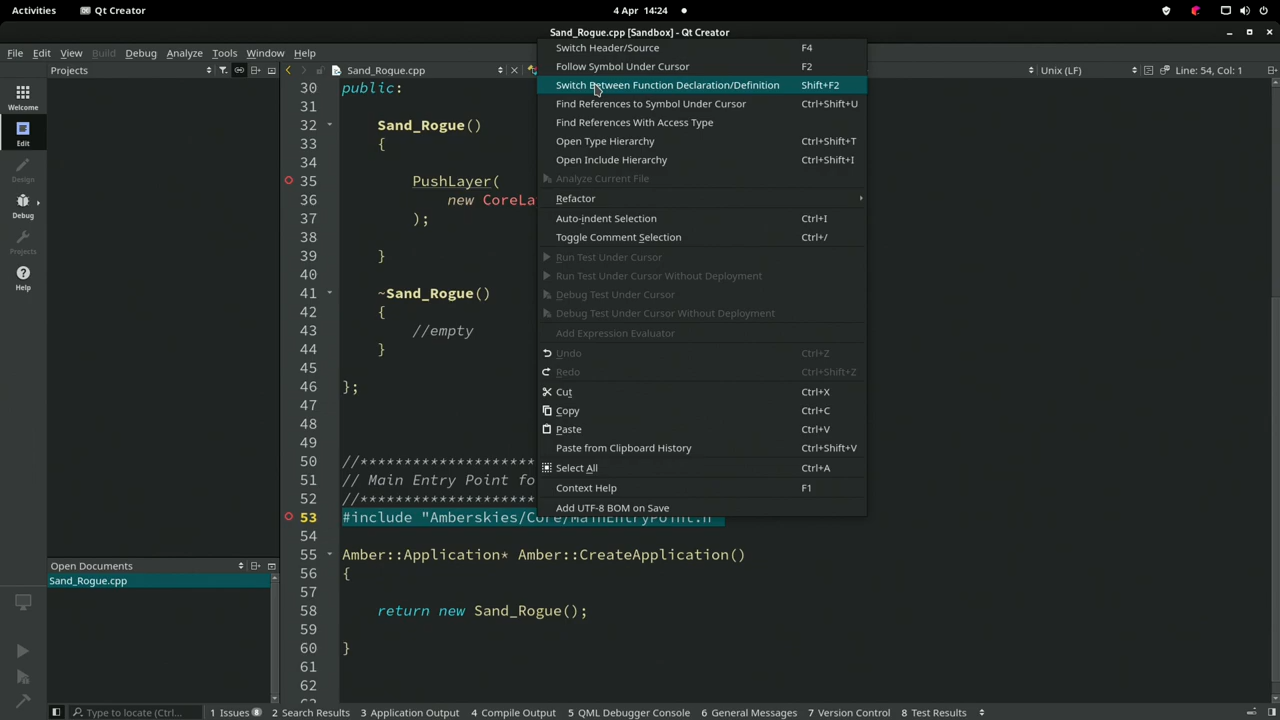 Activities
Qt Creator
4 Apr 14:24
Sand_Rogue.cpp [Sandbox] - Qt Creator
File Edit View Build Debug Analyze Tools Window Help
Projects
Sand_Rogue.cpp
Unix (LF)
Line: 54, Col: 1
Welcome
Edit
Design
Debug
Projects
Help
30 public:
31
32 Sand_Rogue()
33 {
34
35 PushLayer(
36 new CoreLa
37 );
38
39 }
40
41 ~Sand_Rogue()
42 {
43 //empty
44 }
45
46 };
47
48
49
50 //**********************
51 // Main Entry Point fo
52 //**********************
53 #include "Amberskies/Core/MainEntryPoint.h"
54
55 Amber::Application* Amber::CreateApplication()
56 {
57
58 return new Sand_Rogue();
59
60 }
61
62
Switch Header/Source F4
Follow Symbol Under Cursor F2
Switch Between Function Declaration/Definition Shift+F2
Find References to Symbol Under Cursor Ctrl+Shift+U
Find References With Access Type
Open Type Hierarchy Ctrl+Shift+T
Open Include Hierarchy Ctrl+Shift+I
Analyze Current File
Refactor
Auto-indent Selection Ctrl+I
Toggle Comment Selection Ctrl+/
Run Test Under Cursor
Run Test Under Cursor Without Deployment
Debug Test Under Cursor
Debug Test Under Cursor Without Deployment
Add Expression Evaluator
Undo Ctrl+Z
Redo Ctrl+Shift+Z
Cut Ctrl+X
Copy Ctrl+C
Paste Ctrl+V
Paste from Clipboard History Ctrl+Shift+V
Select All Ctrl+A
Context Help F1
Add UTF-8 BOM on Save
Open Documents
Sand_Rogue.cpp
Type to locate (Ctrl...
1 Issues 8
2 Search Results
3 Application Output
4 Compile Output
5 QML Debugger Console
6 General Messages
7 Version Control
8 Test Results